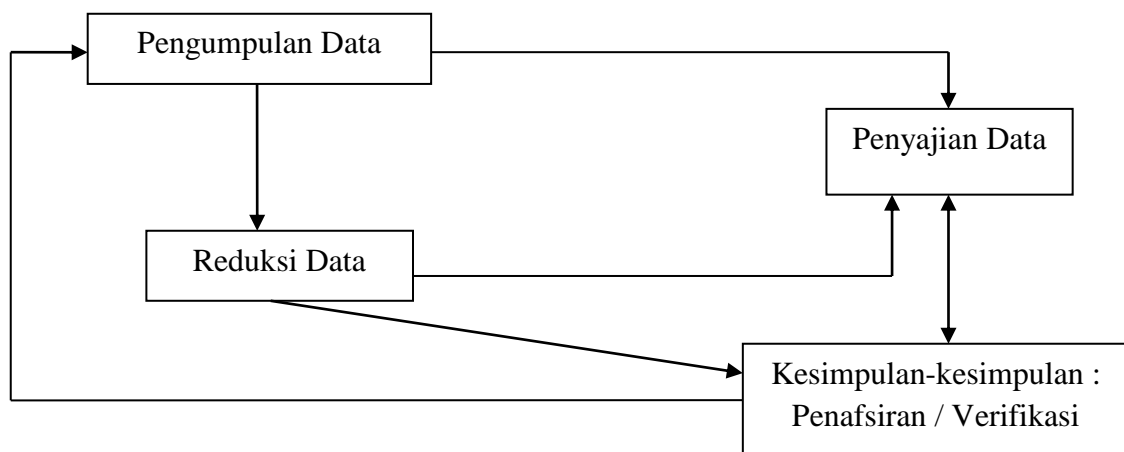 Pengumpulan Data
Penyajian Data
Reduksi Data
Kesimpulan-kesimpulan :
Penafsiran / Verifikasi